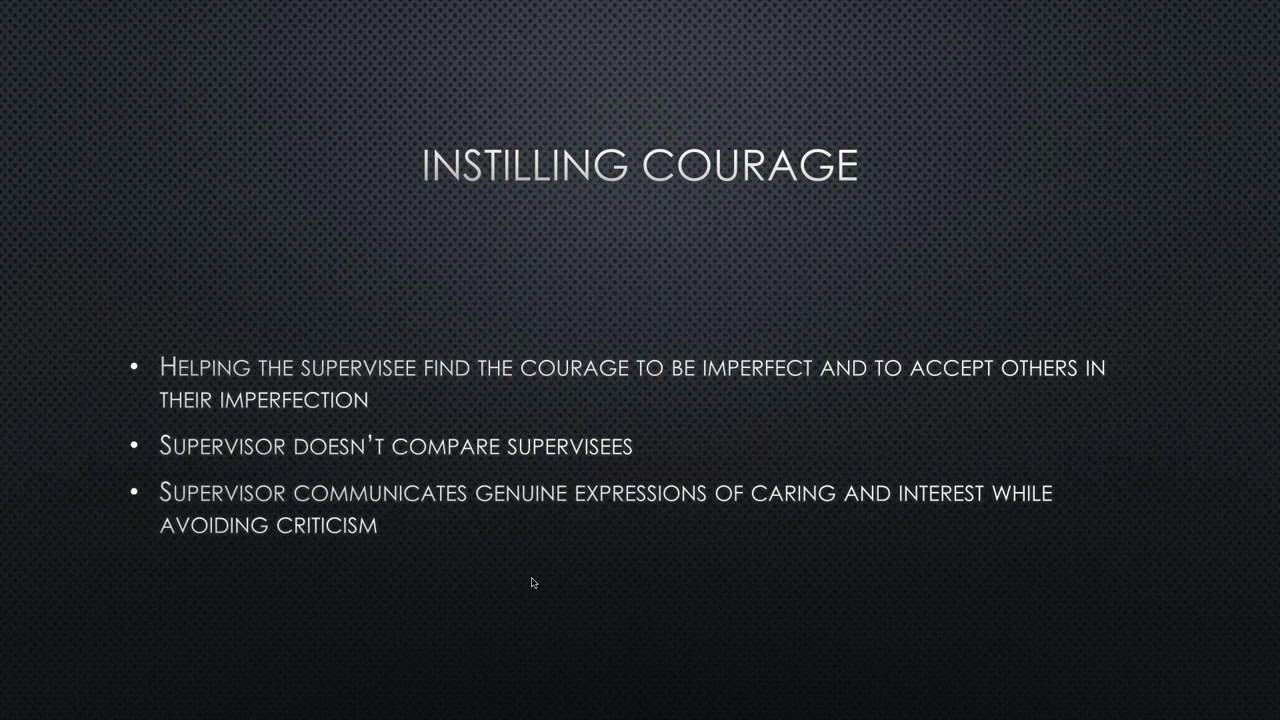 INSTILLING COURAGE
• Helping the supervisee find the courage to be imperfect and to accept others in
their imperfection
• Supervisor doesn’t compare supervisees
• Supervisor communicates genuine expressions of caring and interest while
avoiding criticism